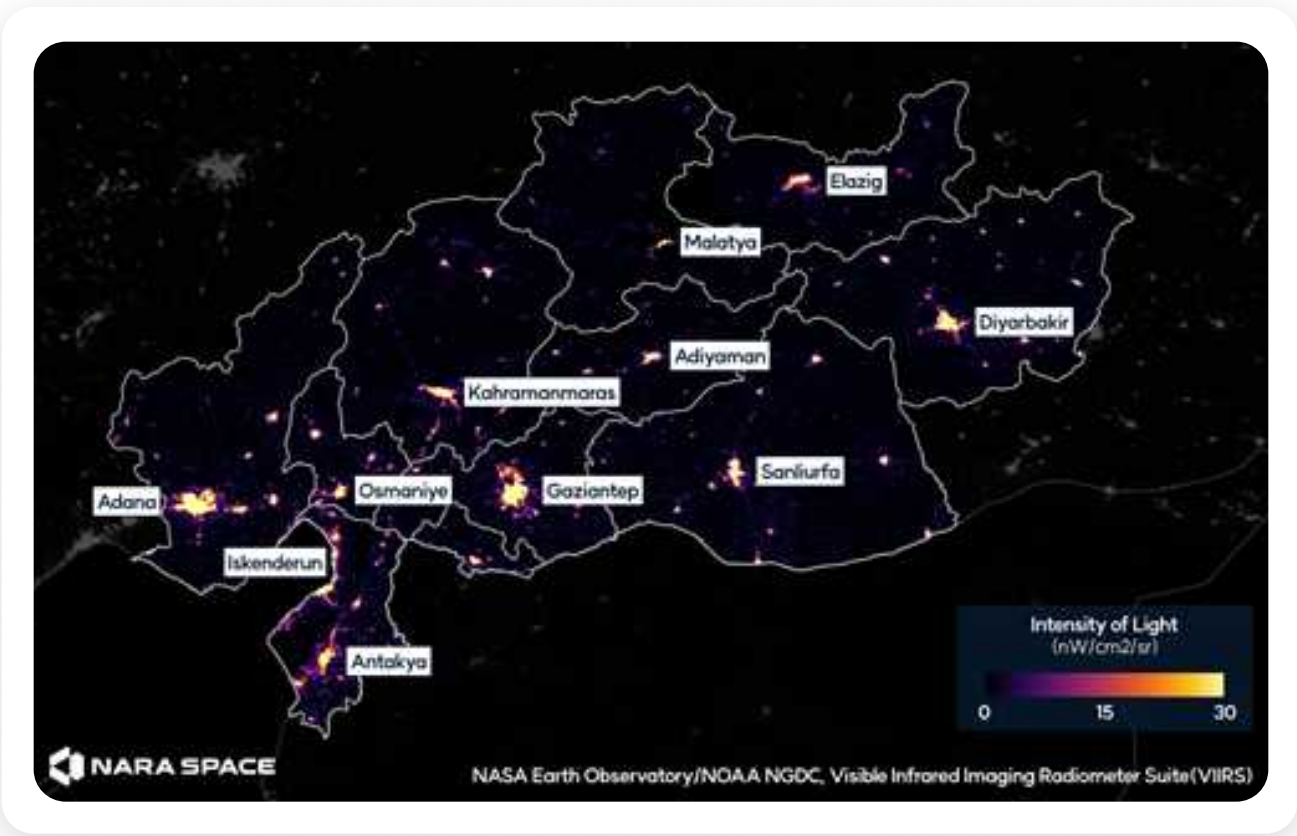 Elazig
Malatya
Diyarbakir
Adiyaman
Kahramanmaras
Sanliurfa
Adana
Osmaniye
Gaziantep
Iskenderun
Antakya
Intensity of Light
(nW/cm2/sr)
0 15 30
NARA SPACE
NASA Earth Observatory/NOAA NGDC, Visible Infrared Imaging Radiometer Suite(VIIRS)